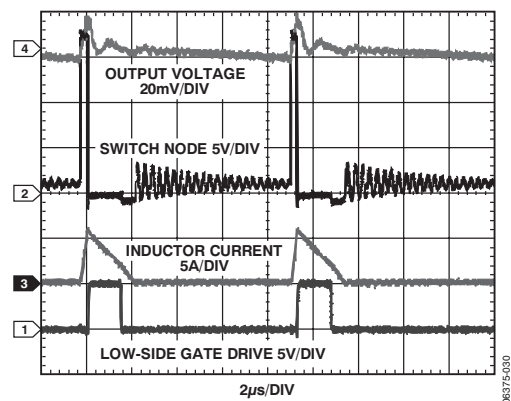 4
OUTPUT VOLTAGE
20mV/DIV
SWITCH NODE 5V/DIV
2
INDUCTOR CURRENT
5A/DIV
3
1
LOW-SIDE GATE DRIVE 5V/DIV
2µs/DIV
06375-030